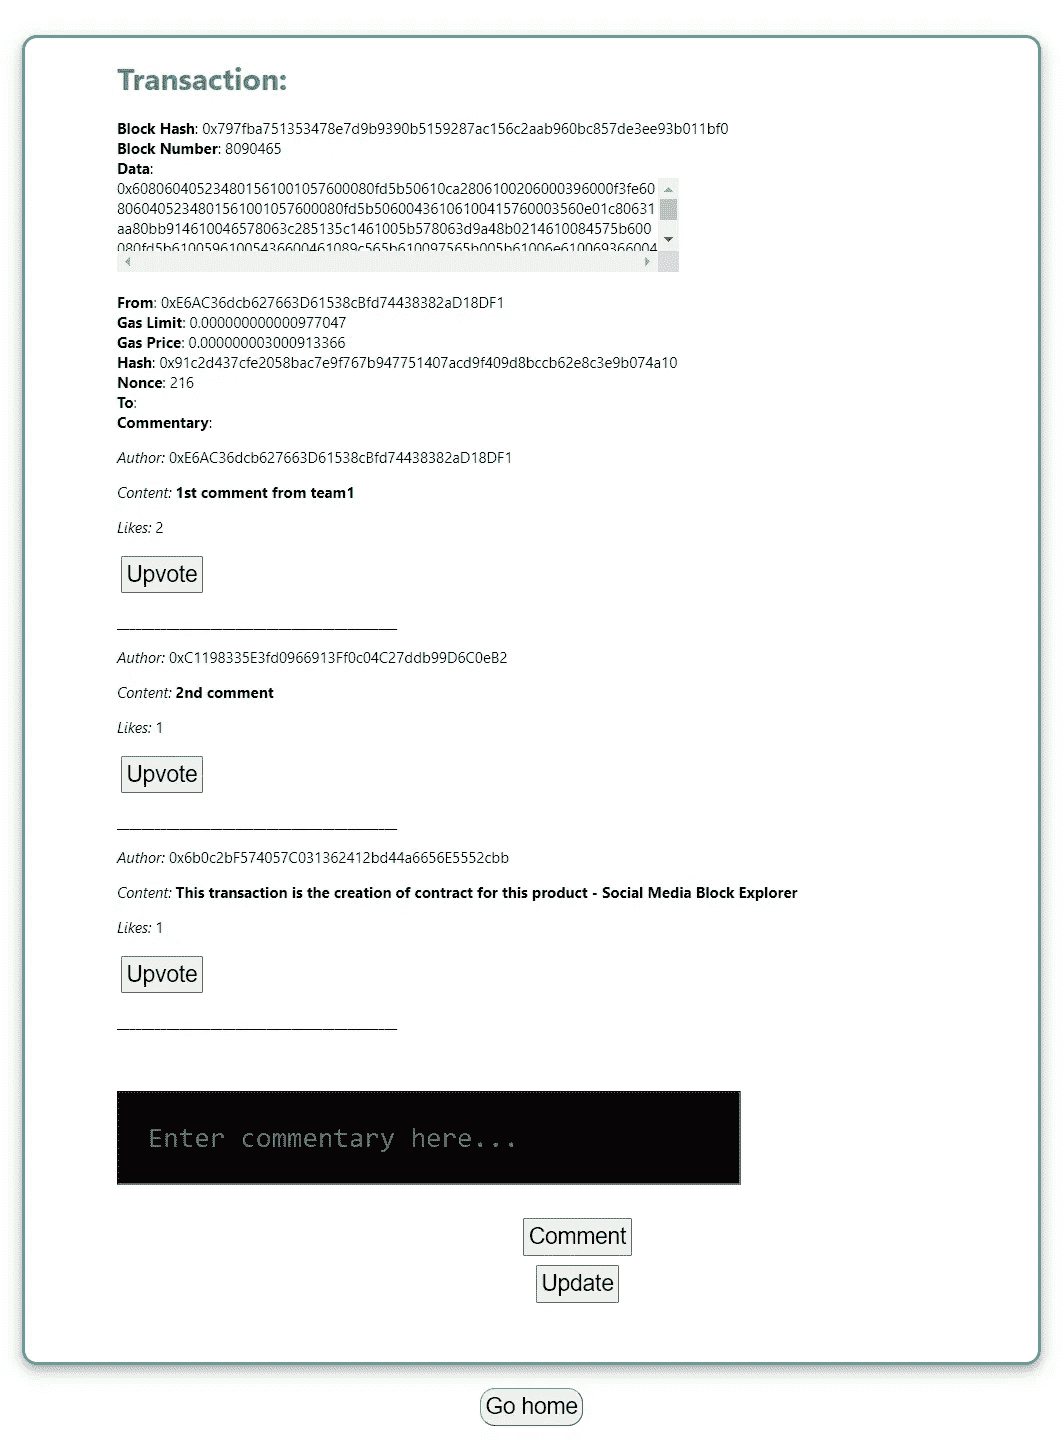 Transaction:
Block Hash: 0x797fba751353478e7d9b9390b5159287ac156c2aab960bc857de3ee93b011bf0
Block Number: 8090465
Data:
0x608060405234801561001057600080fd5b50610ca2806100206000396000f3fe60
806040523480156100105760080fd5b50600436106100415760003560e01c80631
aa80bb914610046578063c285135c1461005b578063d9a48b0214610084575b600
080fd5b61005961005436600461089c565b610097565b005b61006e610069366004
From: 0xE6AC36dcb627663D61538cBfd74438382aD18DF1
Gas Limit: 0.000000000000977047
Gas Price: 0.000000003000913366
Hash: 0x91c2d437cfe2058bac7e9f767b947751407acd9f409d8bccb62e8c3e9b074a10
Nonce: 216
To:
Commentary:
Author: 0xE6AC36dcb627663D61538cBfd74438382aD18DF1
Content: 1st comment from team1
Likes: 2
Upvote
Author: 0xC1198335E3fd0966913Ff0c04C27ddb99D6C0eB2
Content: 2nd comment
Likes: 1
Upvote
Author: 0x6b0c2bF574057C031362412bd44a6656E5552cbb
Content: This transaction is the creation of contract for this product - Social Media Block Explorer
Likes: 1
Upvote
Enter commentary here...
Comment
Update
Go home